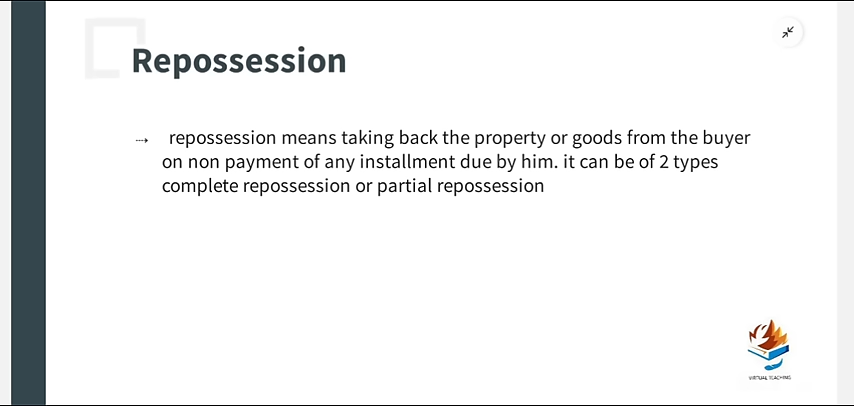 Repossession
repossession means taking back the property or goods from the buyer
on non payment of any installment due by him. it can be of 2 types
complete repossession or partial repossession
VIRTUAL TEACHING